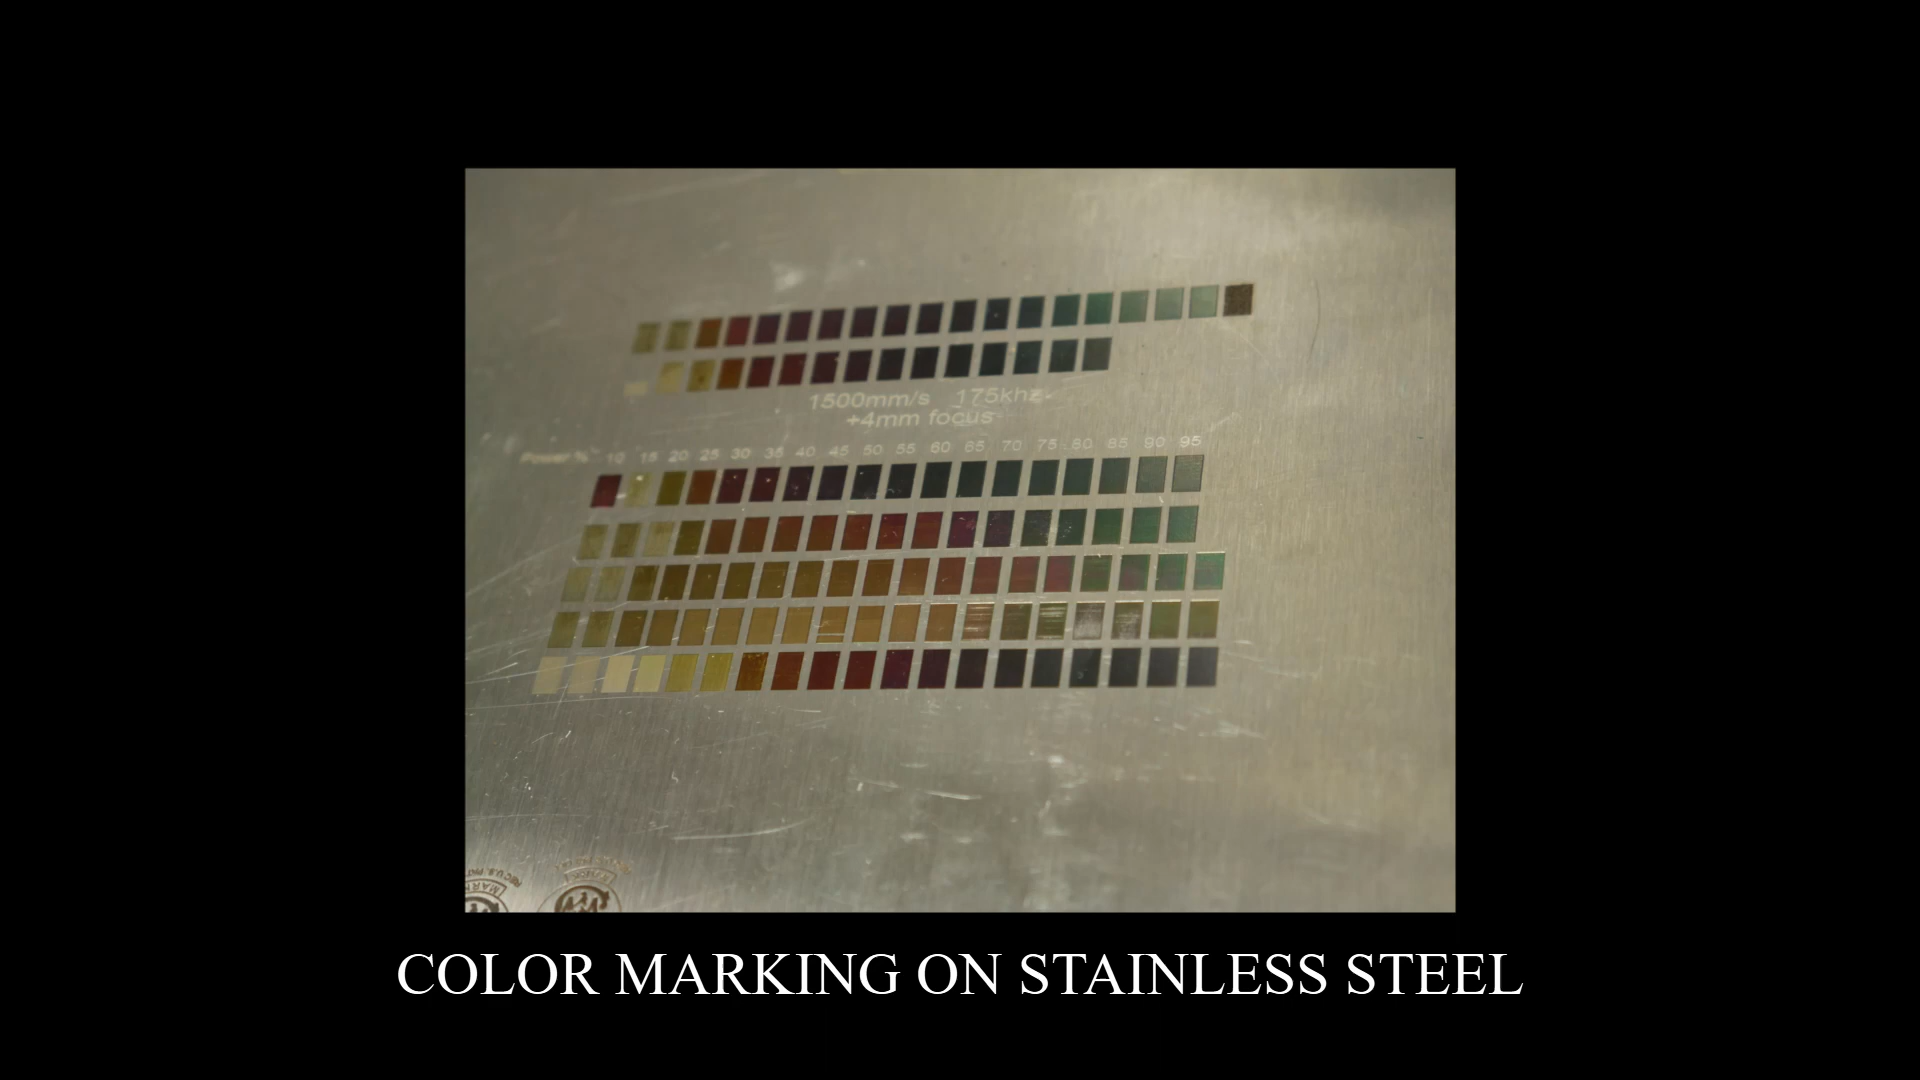 1500mm/s 175khz
+4mm focus
Power % 10 15 20 25 30 35 40 45 50 55 60 65 70 75 80 85 90 95
COLOR MARKING ON STAINLESS STEEL